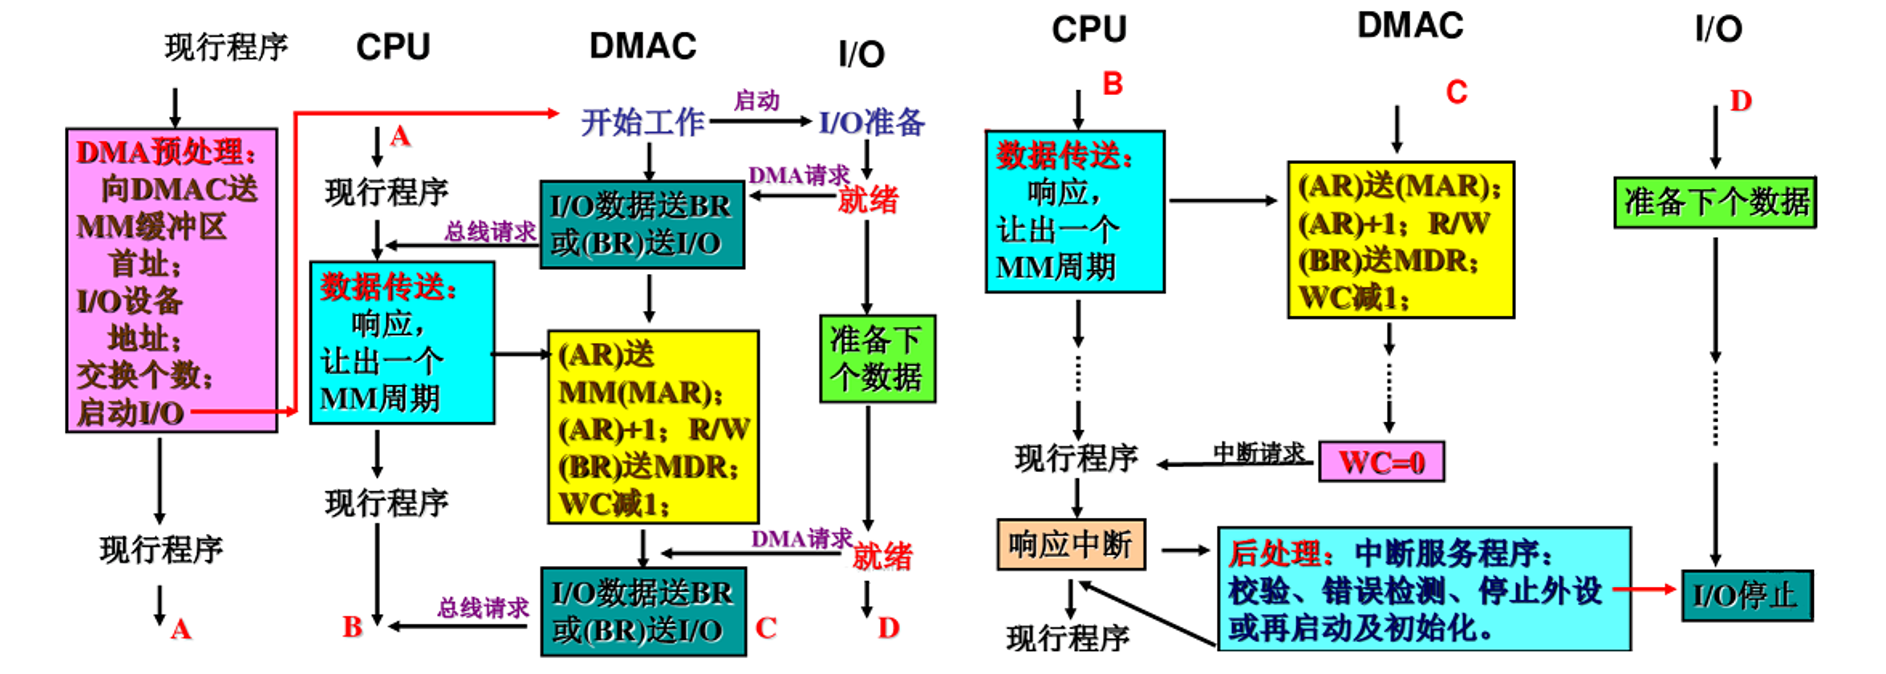 现行程序
CPU
DMAC
I/O
DMA预处理：
向DMAC送
MM缓冲区
首址；
I/O设备
地址；
交换个数；
启动I/O
现行程序
A
A
现行程序
总线请求
数据传送：
响应，
让出一个
MM周期
现行程序
B
开始工作
启动
I/O准备
DMA请求
就绪
I/O数据送BR
或(BR)送I/O
准备下
个数据
(AR)送
MM(MAR)；
(AR)+1；R/W
(BR)送MDR；
WC减1；
DMA请求
就绪
I/O数据送BR
或(BR)送I/O
总线请求
C
D
CPU
DMAC
I/O
B
C
D
数据传送：
响应，
让出一个
MM周期
(AR)送(MAR)；
(AR)+1；R/W
(BR)送MDR；
WC减1；
准备下个数据
现行程序
中断请求
WC=0
响应中断
后处理：中断服务程序：
校验、错误检测、停止外设
或再启动及初始化。
I/O停止
现行程序